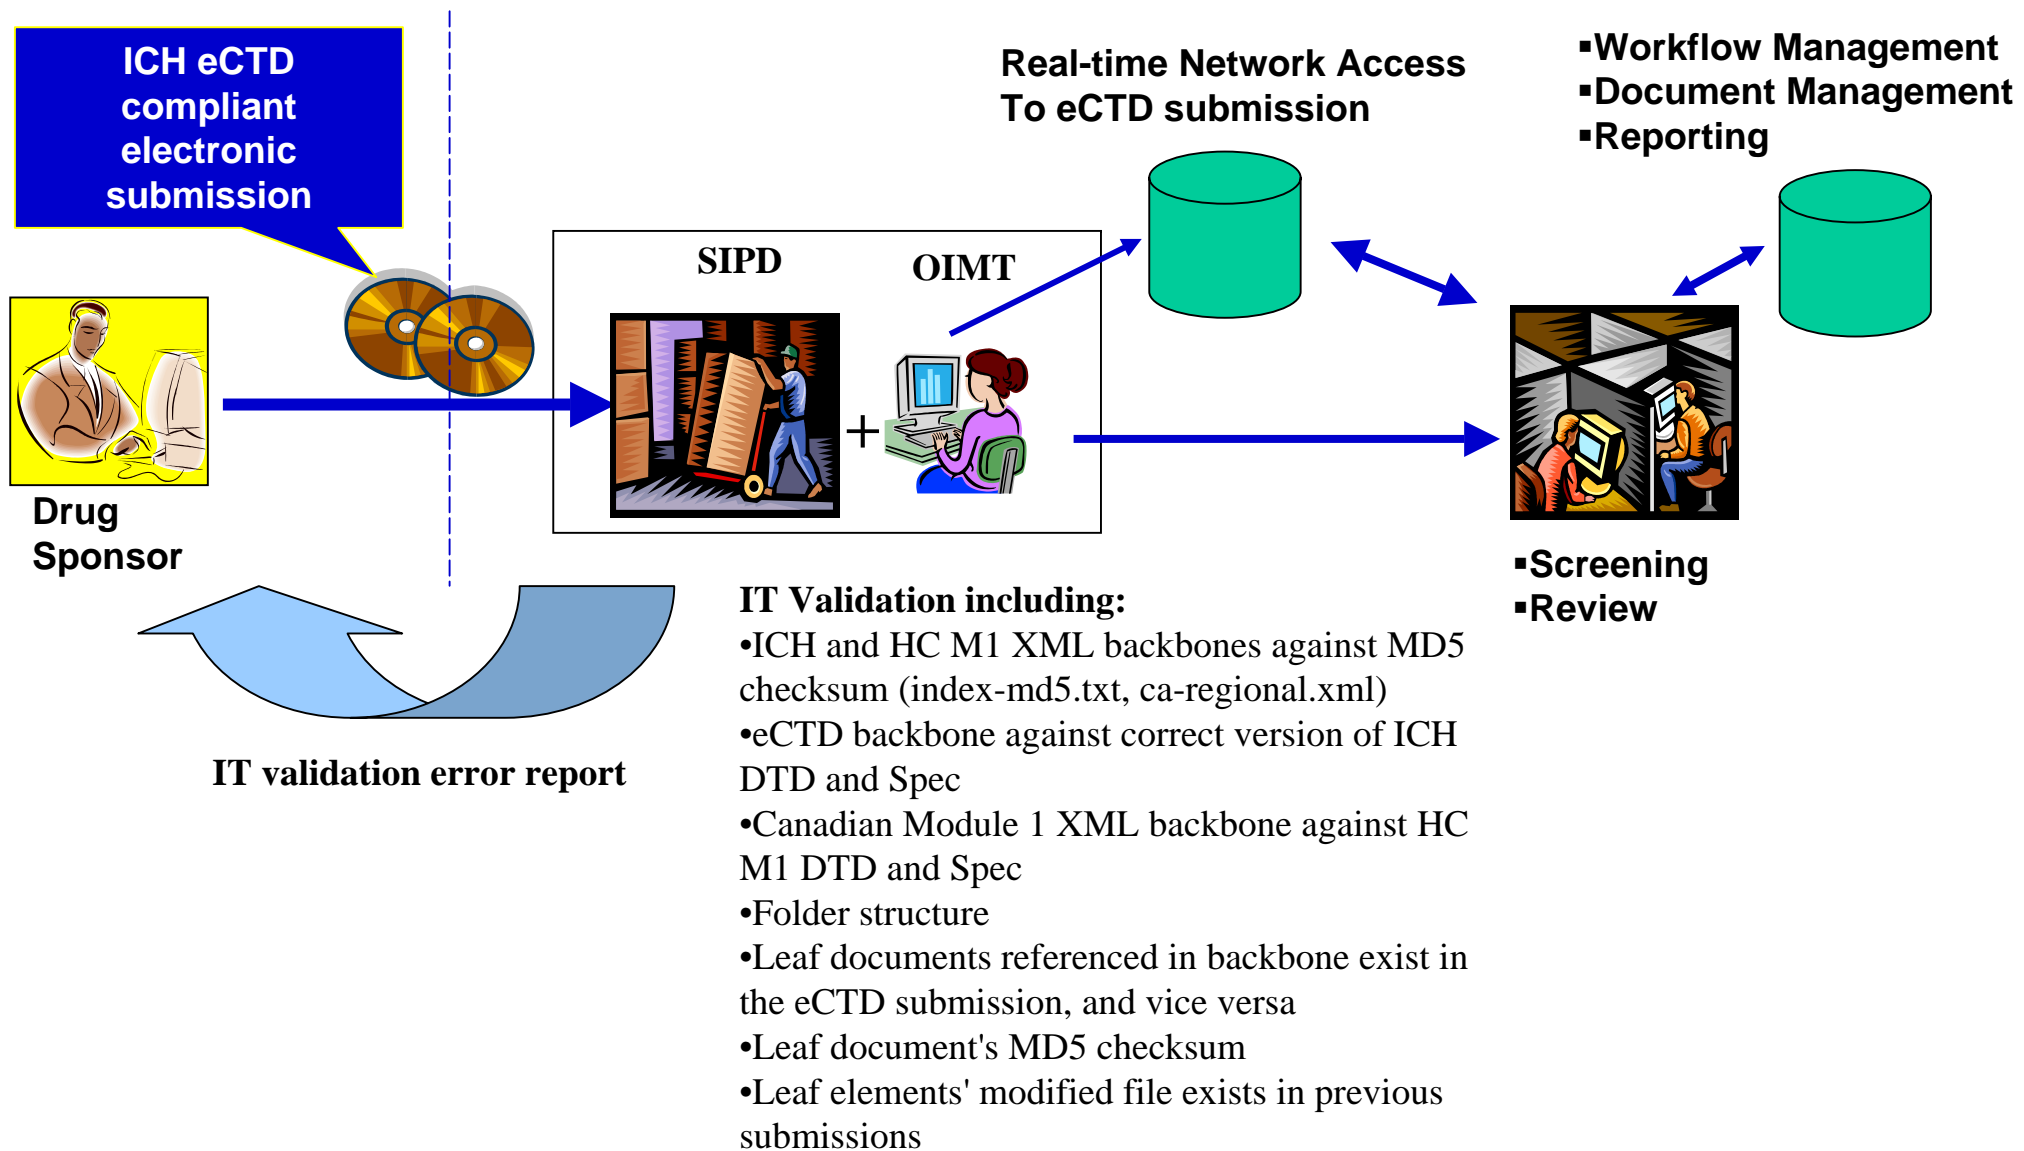 ICH eCTD
compliant
electronic
submission
Real-time Network Access
To eCTD submission
▪Workflow Management
▪Document Management
▪Reporting
SIPD
OIMT
+
Drug
Sponsor
▪Screening
▪Review
IT validation error report
IT Validation including:
•ICH and HC M1 XML backbones against MD5
checksum (index-md5.txt, ca-regional.xml)
•eCTD backbone against correct version of ICH
DTD and Spec
•Canadian Module 1 XML backbone against HC
M1 DTD and Spec
•Folder structure
•Leaf documents referenced in backbone exist in
the eCTD submission, and vice versa
•Leaf document's MD5 checksum
•Leaf elements' modified file exists in previous
submissions